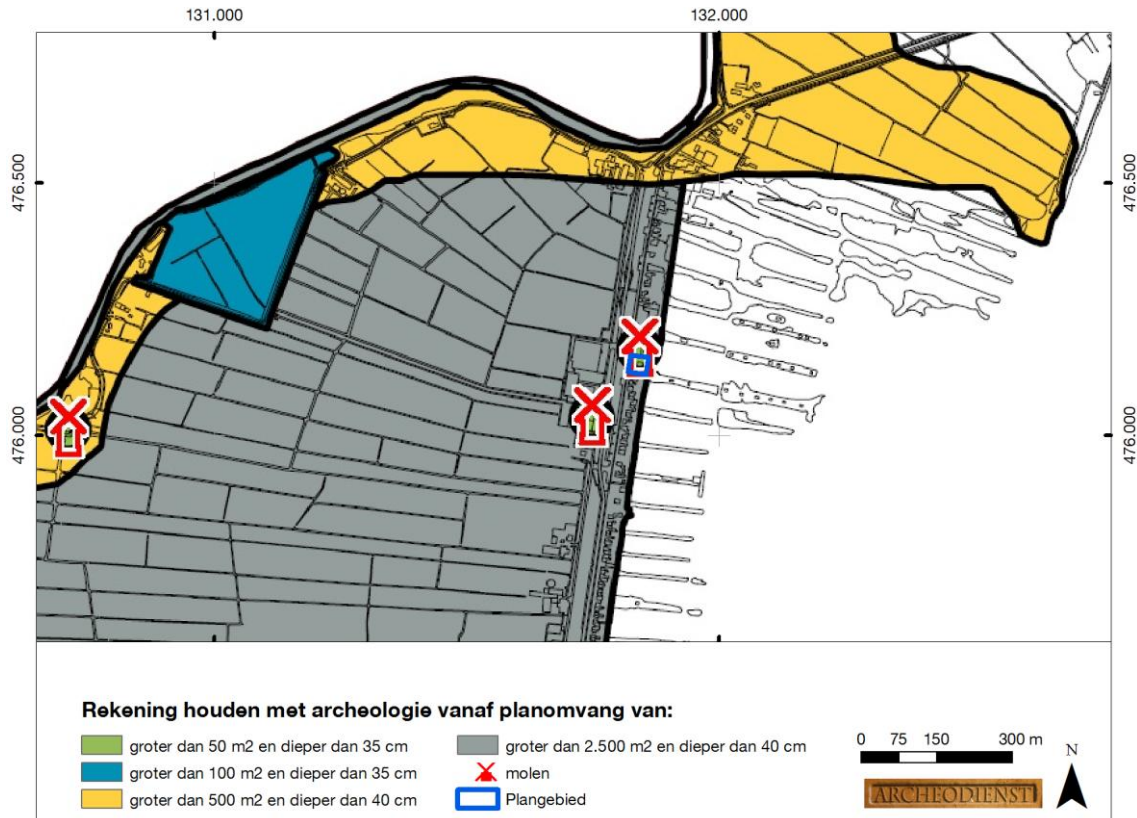 131.000 132.000
476.500 476.500
476.000 476.000
Rekening houden met archeologie vanaf planomvang van:
groter dan 50 m2 en dieper dan 35 cm
groter dan 100 m2 en dieper dan 35 cm
groter dan 500 m2 en dieper dan 40 cm
groter dan 2.500 m2 en dieper dan 40 cm
molen
Plangebied
0 75 150 300 m
N
ARCHEODIENST